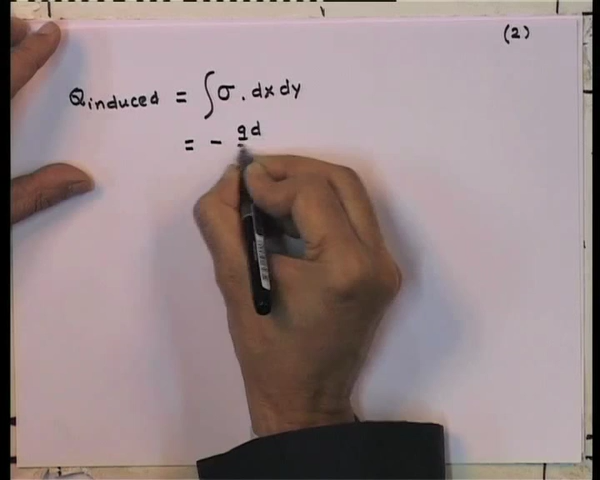 (2)
Qinduced = ∫σ. dx dy
= - qd